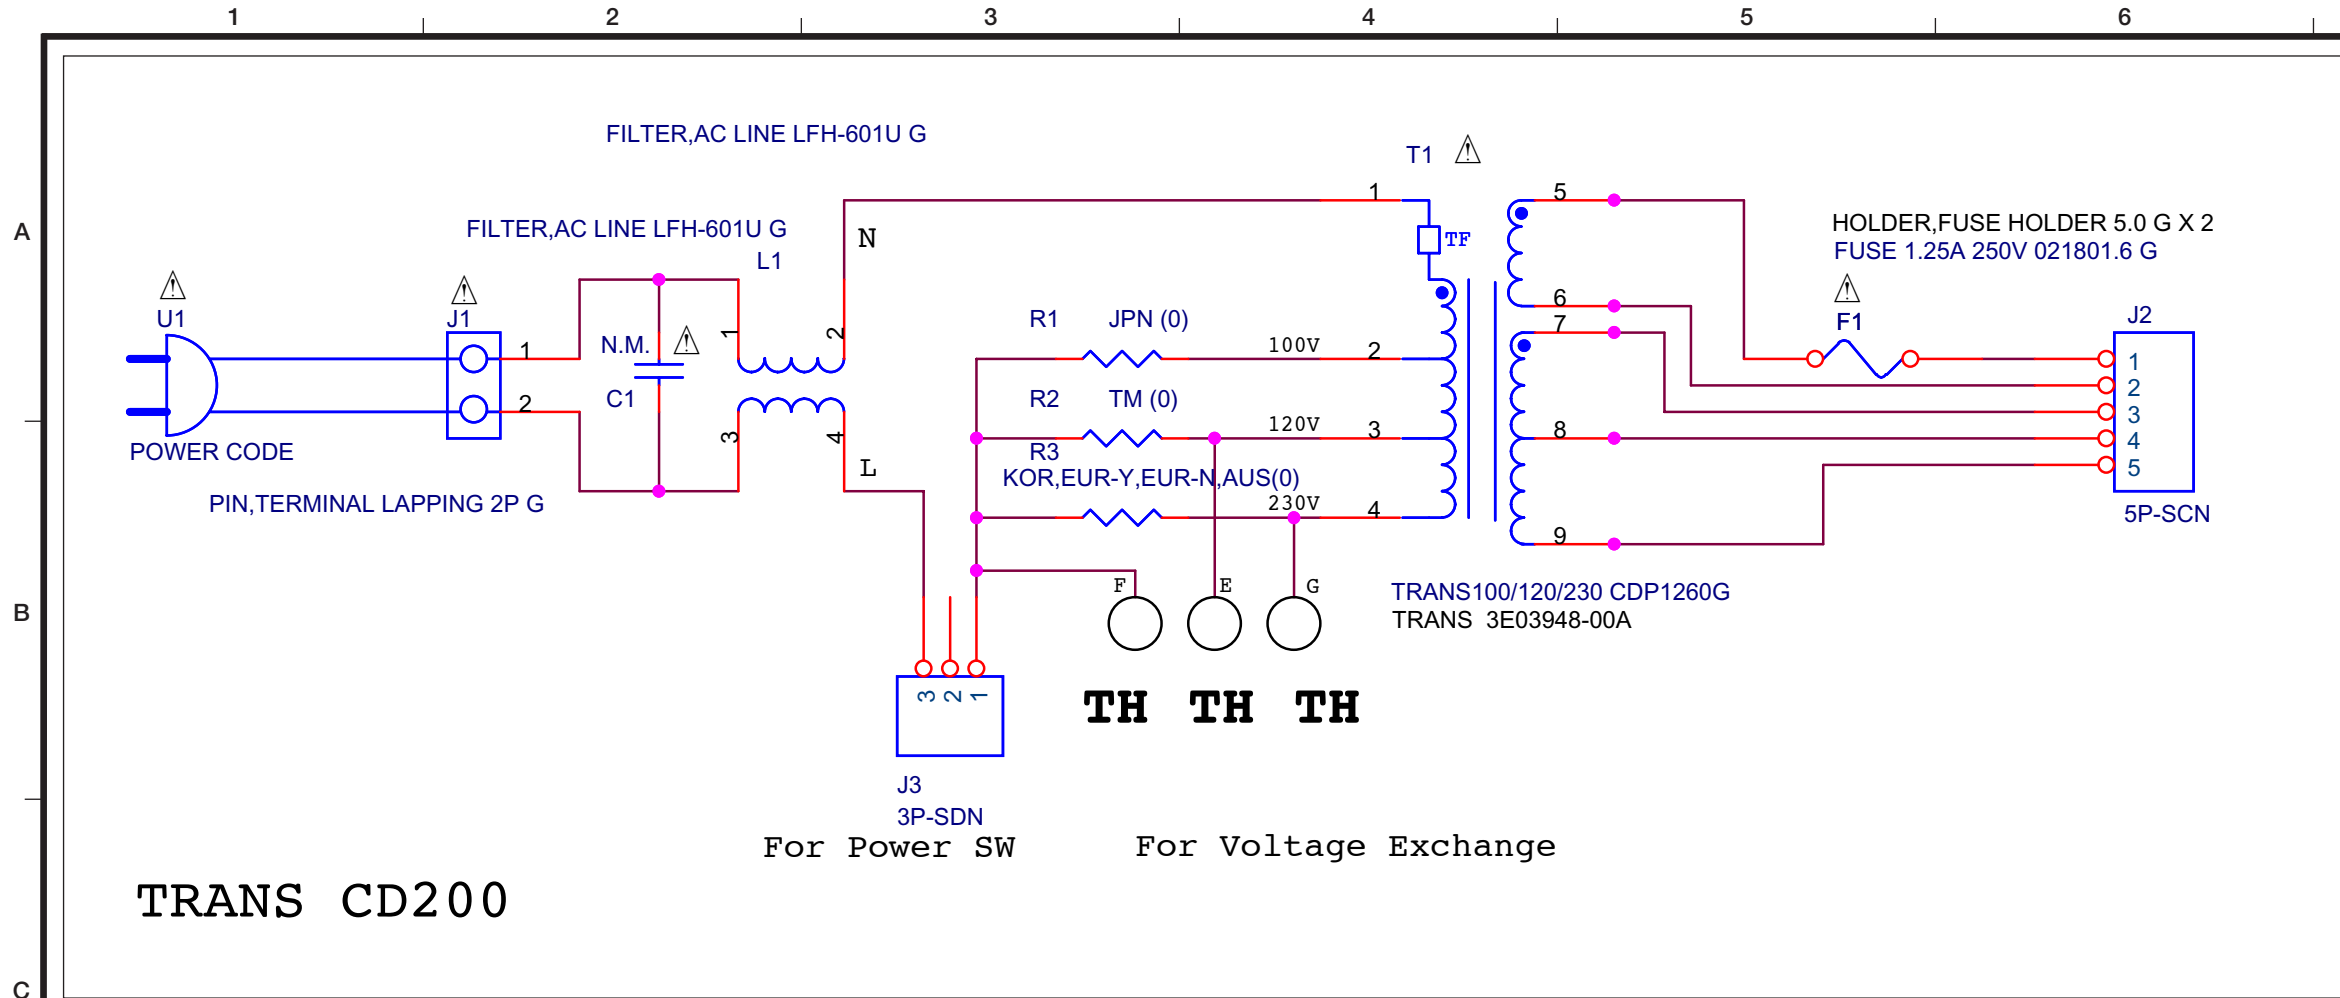 1 2 3 4 5 6
A
B
C
FILTER,AC LINE LFH-601U G
T1
FILTER,AC LINE LFH-601U G
L1
N
1
TF
5
HOLDER,FUSE HOLDER 5.0 G X 2
FUSE 1.25A 250V 021801.6 G
U1
J1
6
F1
J2
R1 JPN (0)
7
1
2
N.M.
1
100V
2
1
2
3
4
5
C1
R2 TM (0)
2
3
4
120V
3
8
POWER CODE
L
R3
KOR,EUR-Y,EUR-N,AUS(0)
PIN,TERMINAL LAPPING 2P G
230V
4
5P-SCN
9
F E G
TRANS100/120/230 CDP1260G
TRANS 3E03948-00A
3 2 1
TH TH TH
J3
3P-SDN
For Power SW
For Voltage Exchange
TRANS CD200